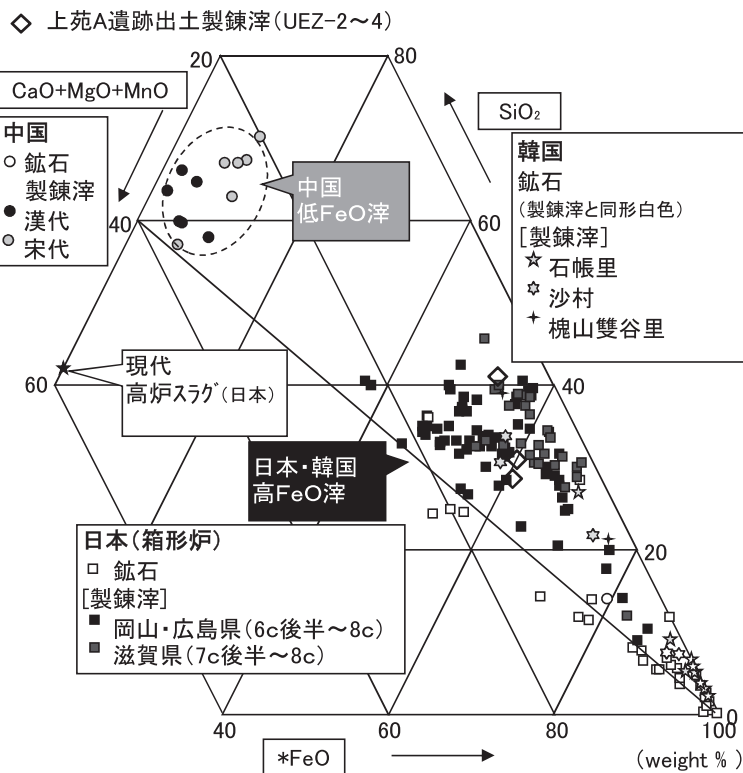 上苑A遺跡出土製錬滓(UEZ-2～4)
20
80
CaO+MgO+MnO
SiO₂
中国
鉱石
製錬滓
漢代
宋代
中国
低FeO滓
韓国
鉱石
(製錬滓と同形白色)
[製錬滓]
石帳里
沙村
槐山雙谷里
40
60
現代
高炉スラグ(日本)
60
40
日本・韓国
高FeO滓
日本(箱形炉)
鉱石
[製錬滓]
岡山・広島県(6c後半～8c)
滋賀県(7c後半～8c)
20
0
40
60
80
100
*FeO
(weight %)